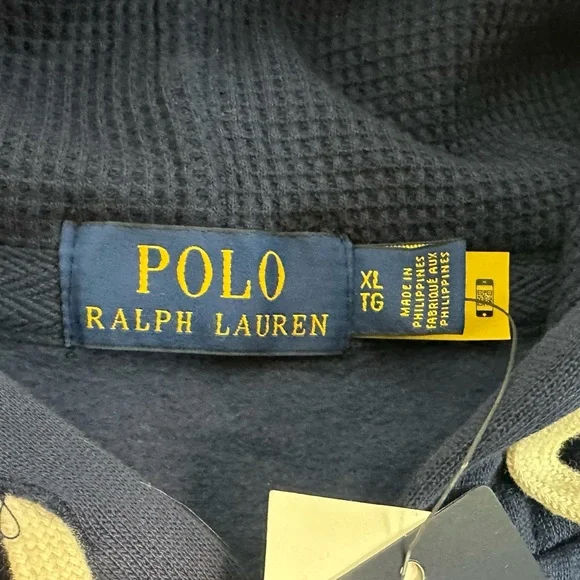 POLO
RALPH LAUREN
XL
TG
MADE IN
PHILIPPINES
FABRIQUÉ AUX
PHILIPPINES